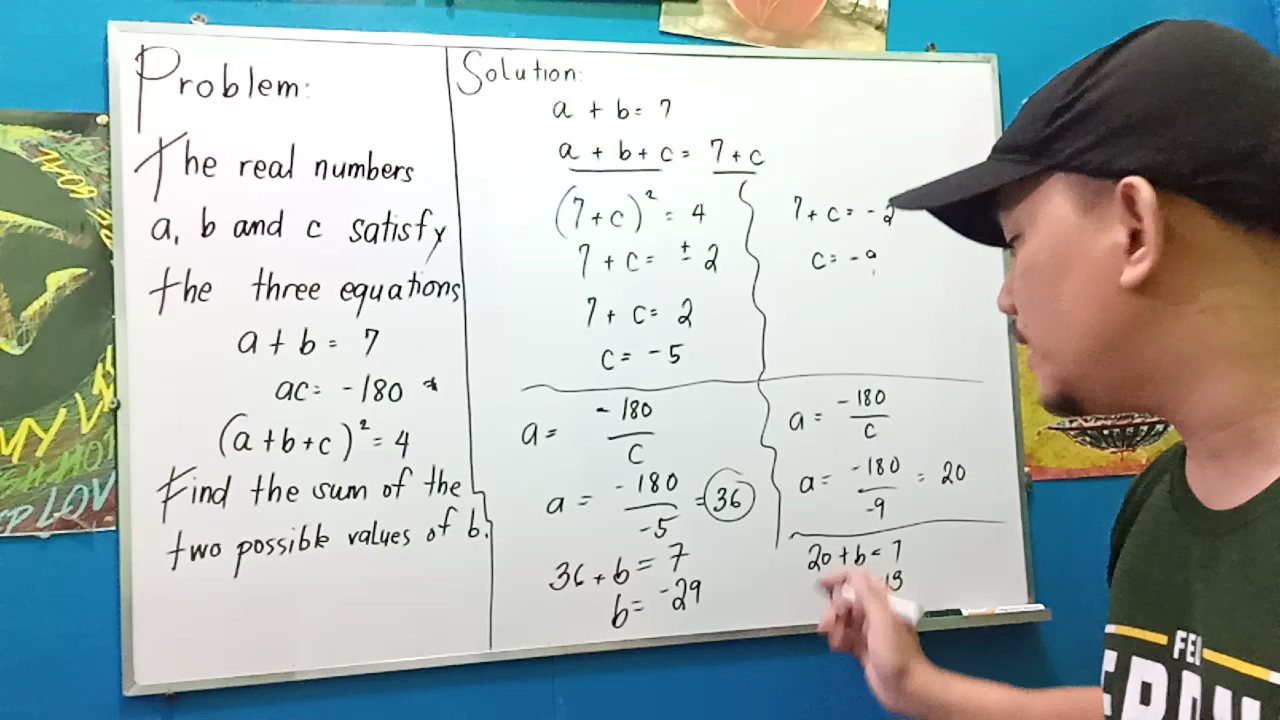 Problem:
The real numbers
a, b and c satisfy
the three equations
a + b = 7
ac = -180 *
(a + b + c)² = 4
Find the sum of the
two possible values of b.
Solution:
a + b = 7
a + b + c = 7 + c
(7 + c)² = 4
7 + c = ± 2
7 + c = 2
c = -5
a = -180/c
a = -180/-5 = 36
36 + b = 7
b = -29
7 + c = -2
c = -9
a = -180/c
a = -180/-9 = 20
20 + b = 7